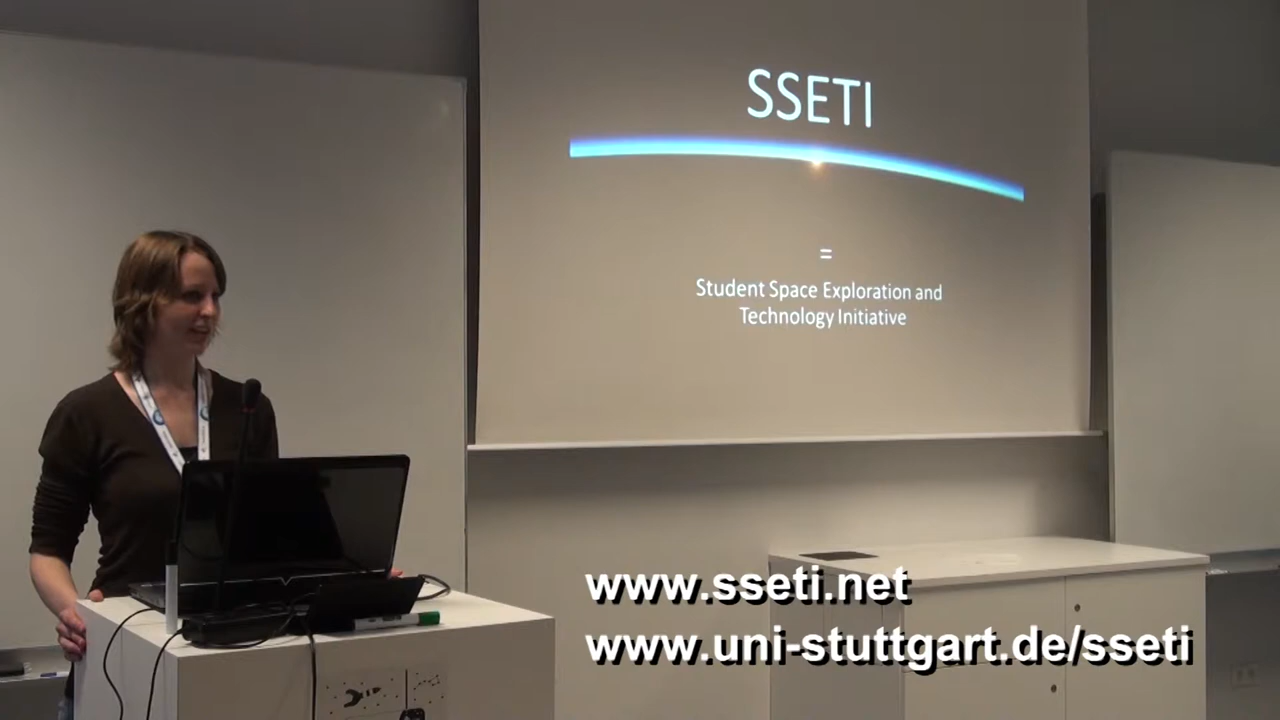 SSETI
=
Student Space Exploration and
Technology Initiative
www.sseti.net
www.uni-stuttgart.de/sseti